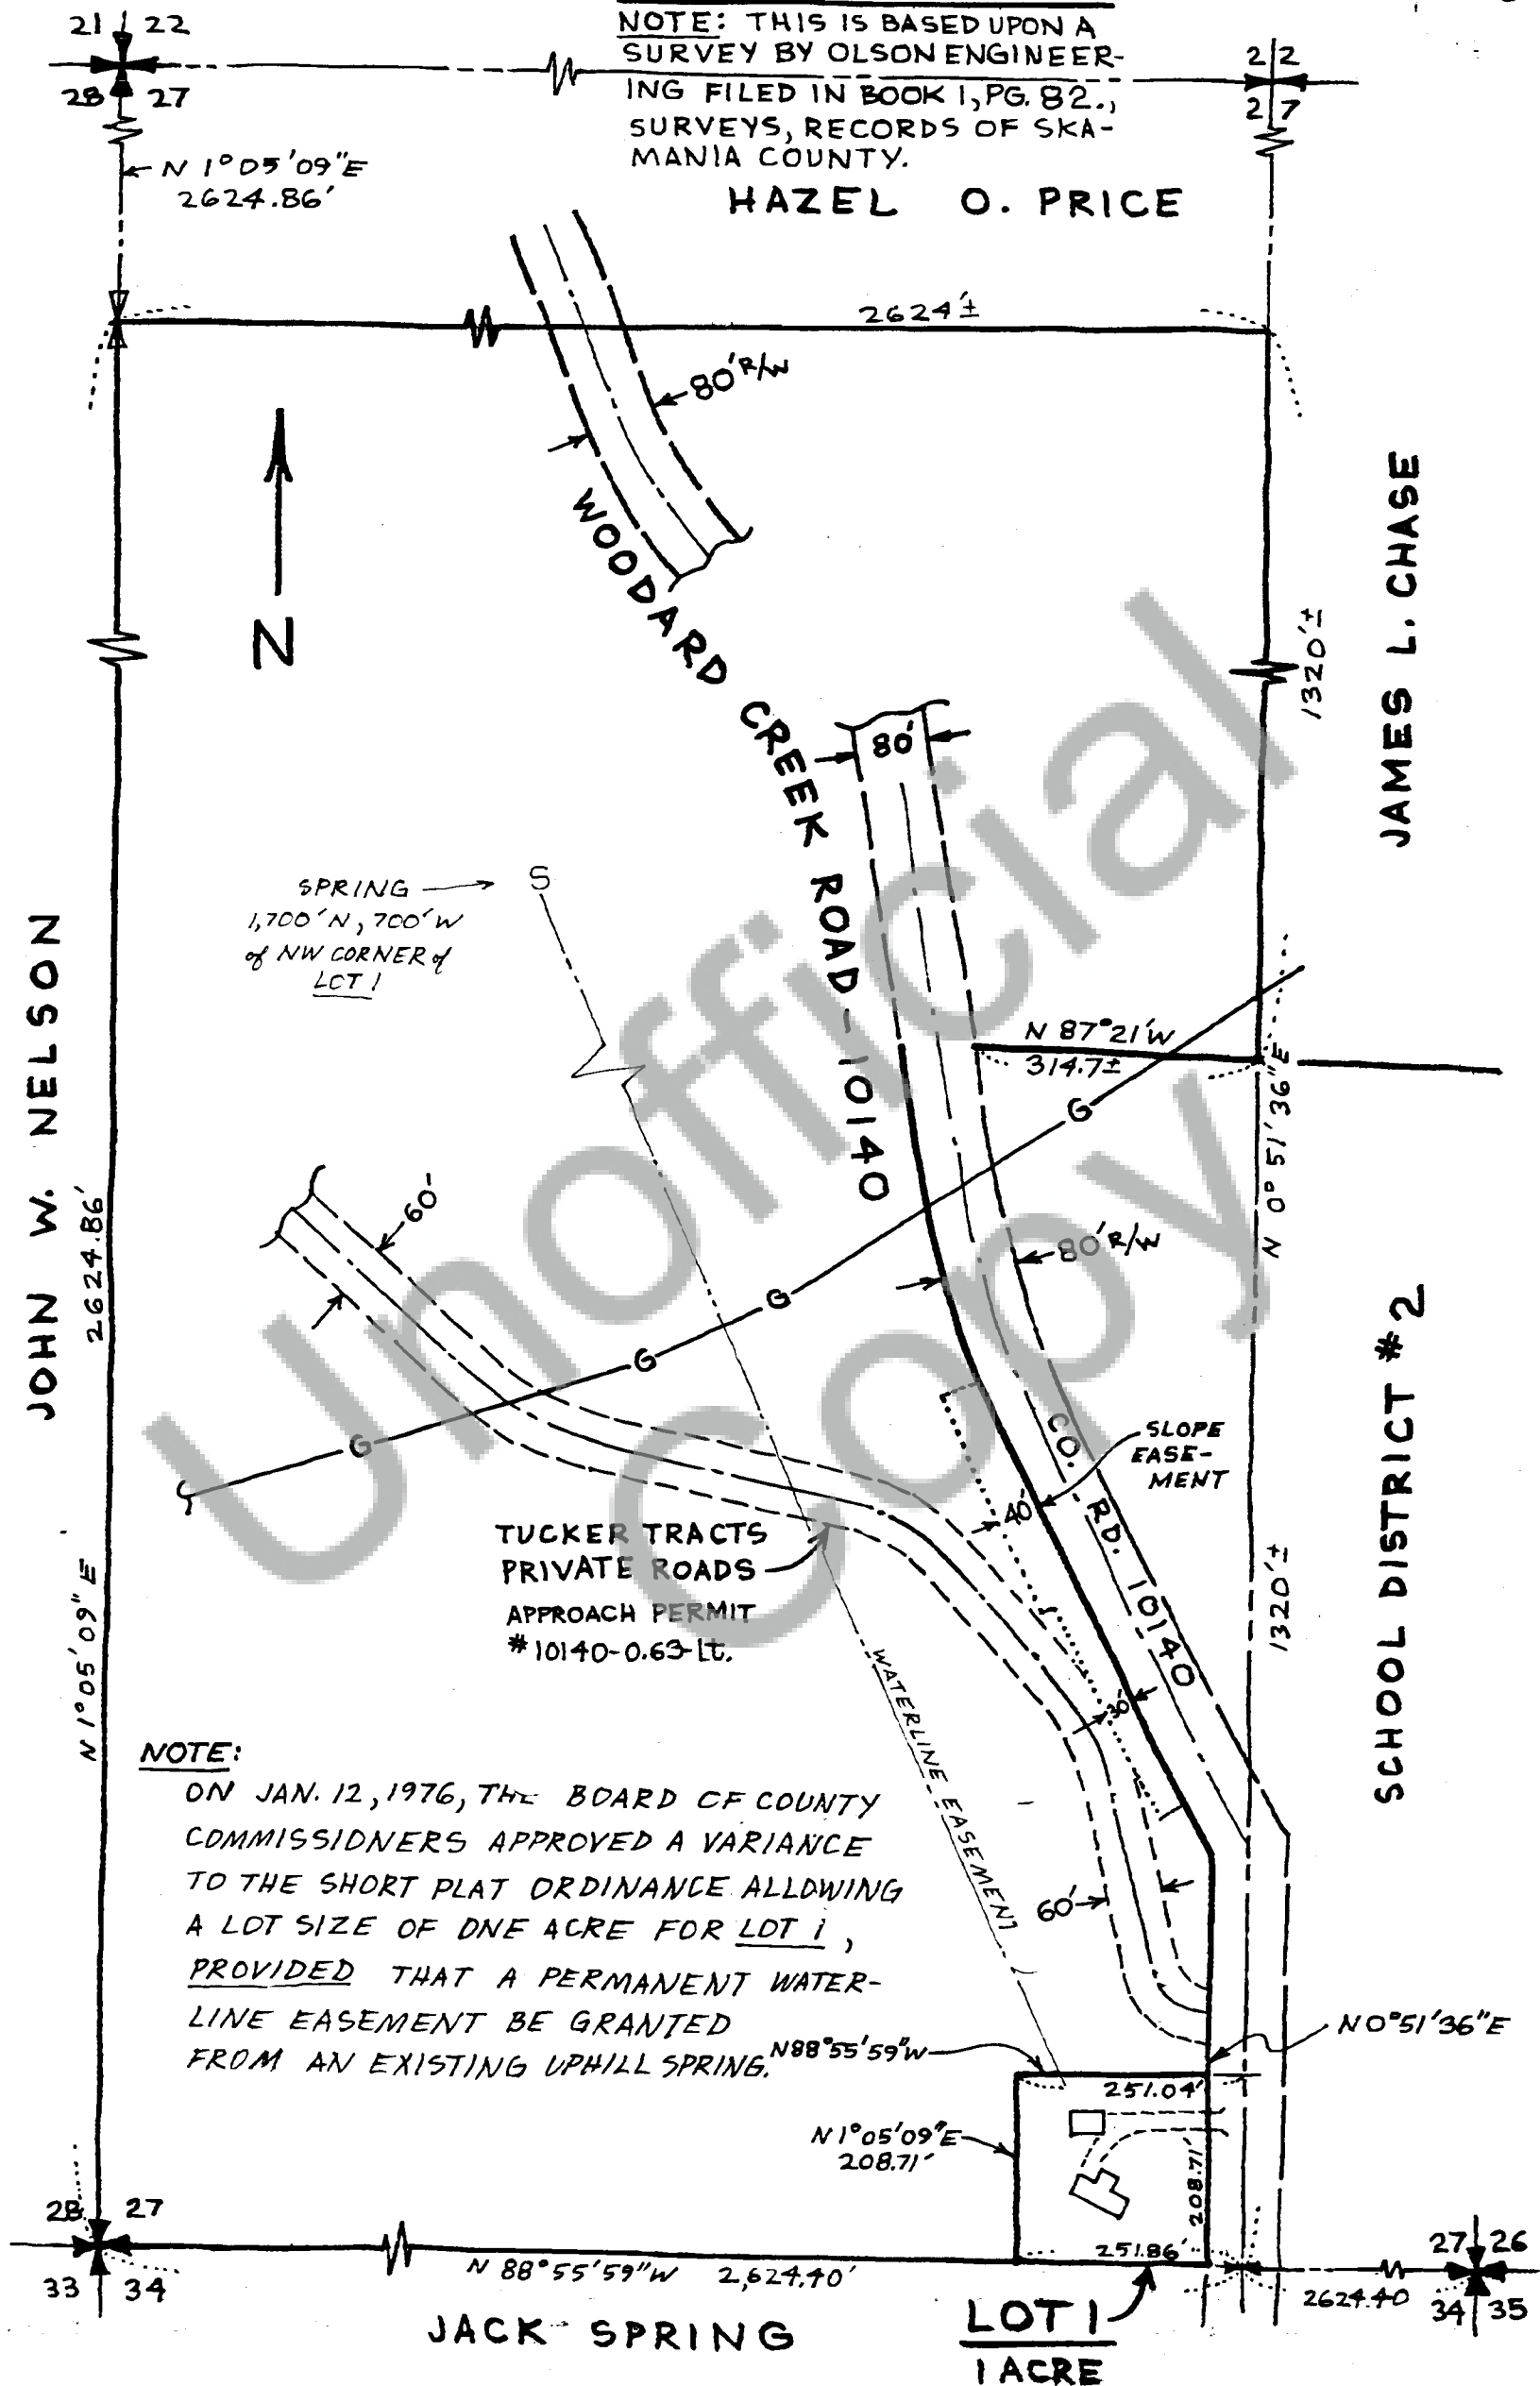 NOTE: THIS IS BASED UPON A
SURVEY BY OLSON ENGINEER-
ING FILED IN BOOK 1, PG. 82.,
SURVEYS, RECORDS OF SKA-
MANIA COUNTY.
21 22
28 27
22
27
N 1°05'09"E
2624.86'
HAZEL O. PRICE
2624'±
80' R/W
N
WOODARD CREEK ROAD-10140
80'
JAMES L. CHASE
1320'±
SPRING
1,700'N, 700'W
of NW CORNER of
LOT 1
S
JOHN W. NELSON
2624.86'
N 1°05'09"E
N 87°21'W
314.7±
N 0°51'36"E
G
G
G
G
60'
80' R/W
SLOPE
EASE-
MENT
CO. RD. 10140
40'
TUCKER TRACTS
PRIVATE ROADS
APPROACH PERMIT
#10140-0.63-Lt.
SCHOOL DISTRICT #2
1320'±
WATERLINE EASEMENT
60'
NOTE:
ON JAN. 12, 1976, THE BOARD OF COUNTY
COMMISSIONERS APPROVED A VARIANCE
TO THE SHORT PLAT ORDINANCE ALLOWING
A LOT SIZE OF ONE ACRE FOR LOT 1,
PROVIDED THAT A PERMANENT WATER-
LINE EASEMENT BE GRANTED
FROM AN EXISTING UPHILL SPRING.
N88°55'59"W
N0°51'36"E
251.04'
N1°05'09"E
208.71'
208.71'
251.86'
28 27
33 34
N 88°55'59"W 2,624.40'
27 26
34 35
2624.40
JACK SPRING
LOT 1
1 ACRE
Unofficial
Copy